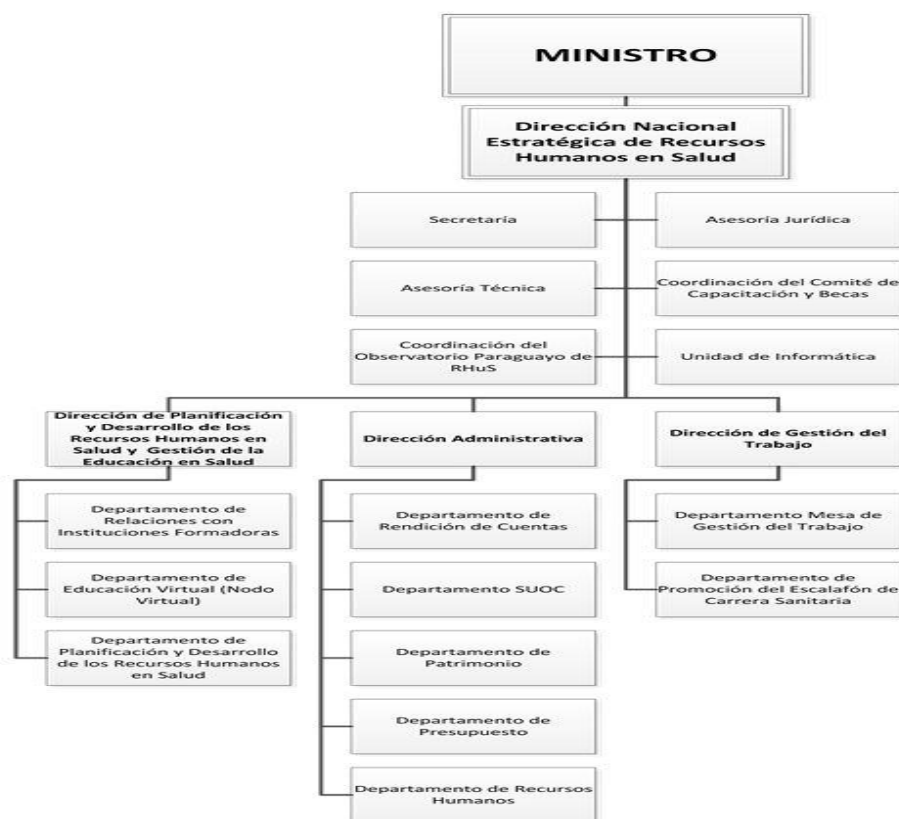 MINISTRO
Dirección Nacional
Estratégica de Recursos
Humanos en Salud
Secretaría
Asesoría Jurídica
Asesoría Técnica
Coordinación del Comité de
Capacitación y Becas
Coordinación del
Observatorio Paraguayo de
RHuS
Unidad de Informática
Dirección de Planificación
y Desarrollo de los
Recursos Humanos en
Salud y Gestión de la
Educación en Salud
Dirección Administrativa
Dirección de Gestión del
Trabajo
Departamento de
Relaciones con
Instituciones Formadoras
Departamento de
Rendición de Cuentas
Departamento Mesa de
Gestión del Trabajo
Departamento de
Educación Virtual (Nodo
Virtual)
Departamento SUOC
Departamento de
Promoción del Escalafón de
Carrera Sanitaria
Departamento de
Planificación y Desarrollo
de los Recursos Humanos
en Salud
Departamento de
Patrimonio
Departamento de
Presupuesto
Departamento de Recursos
Humanos